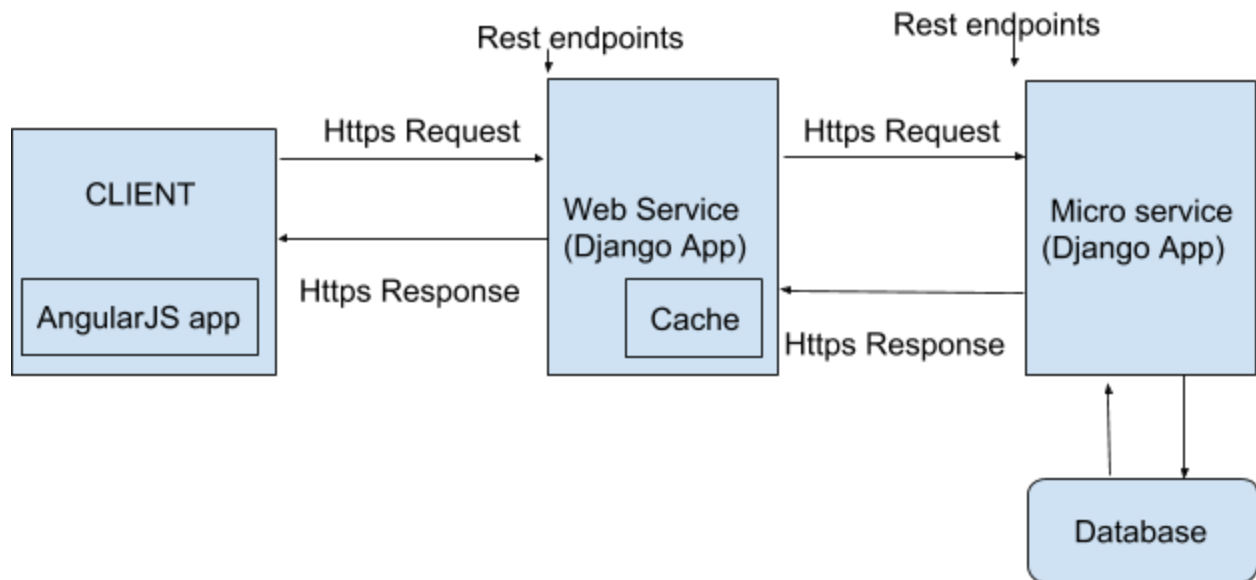 Rest endpoints
Rest endpoints
Https Request
Https Request
CLIENT
Web Service
(Django App)
Micro service
(Django App)
Https Response
AngularJS app
Cache
Https Response
Database